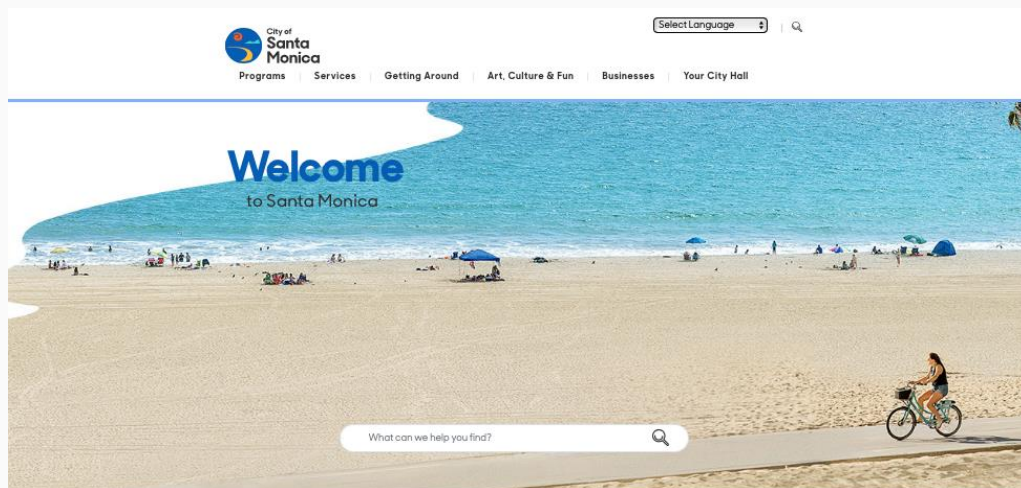 City of
Santa
Monica
Select Language
Programs
Services
Getting Around
Art, Culture & Fun
Businesses
Your City Hall
Welcome
to Santa Monica
What can we help you find?